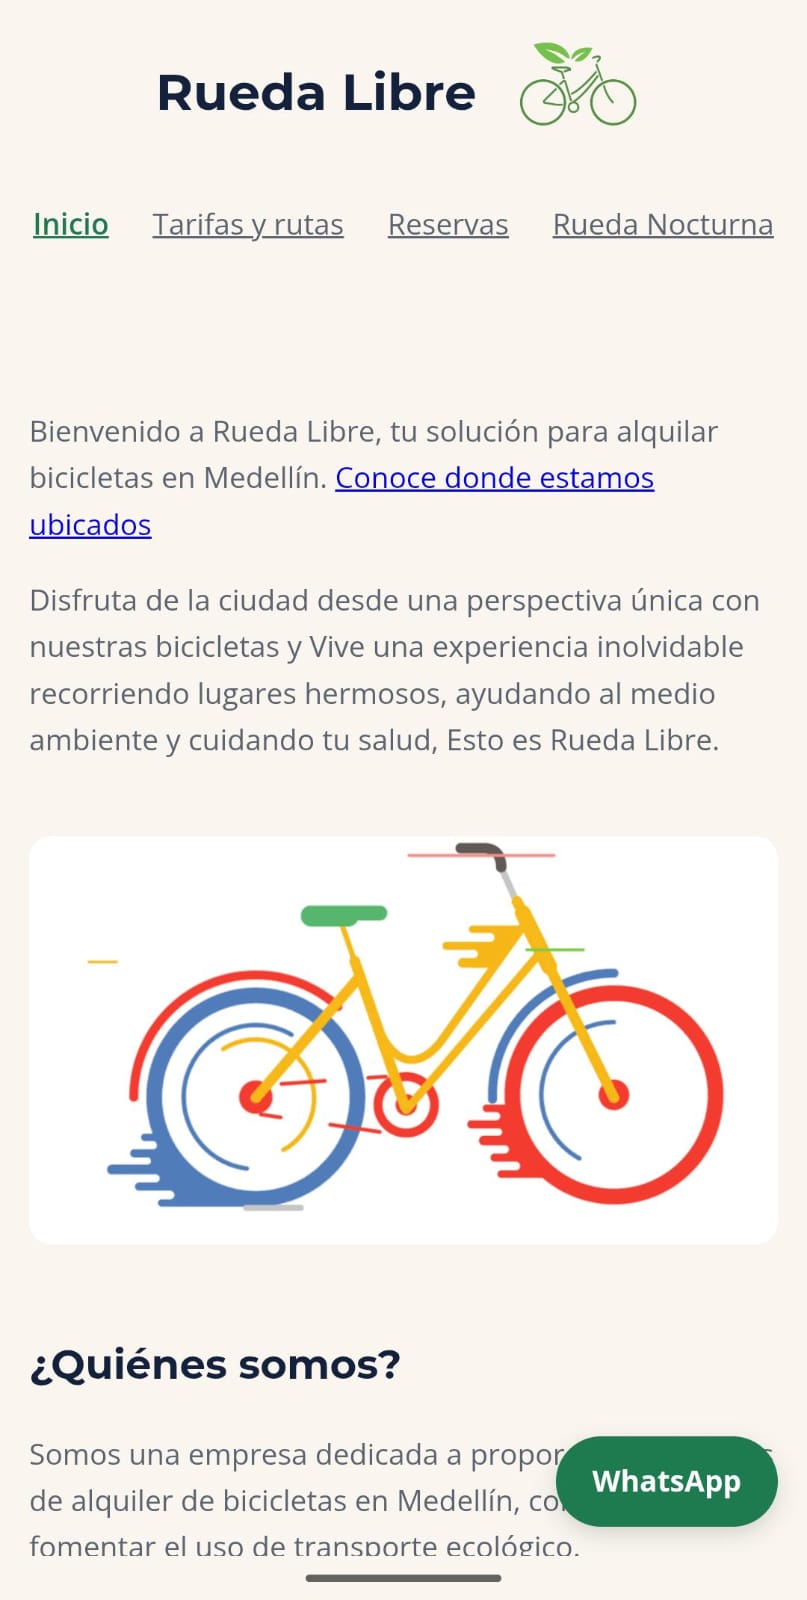 Rueda Libre
Inicio Tarifas y rutas Reservas Rueda Nocturna
Bienvenido a Rueda Libre, tu solución para alquilar
bicicletas en Medellín. Conoce donde estamos
ubicados
Disfruta de la ciudad desde una perspectiva única con
nuestras bicicletas y Vive una experiencia inolvidable
recorriendo lugares hermosos, ayudando al medio
ambiente y cuidando tu salud, Esto es Rueda Libre.
¿Quiénes somos?
Somos una empresa dedicada a
de alquiler de bicicletas en Medellín,
fomentar el uso de transporte ecológico.
WhatsApp